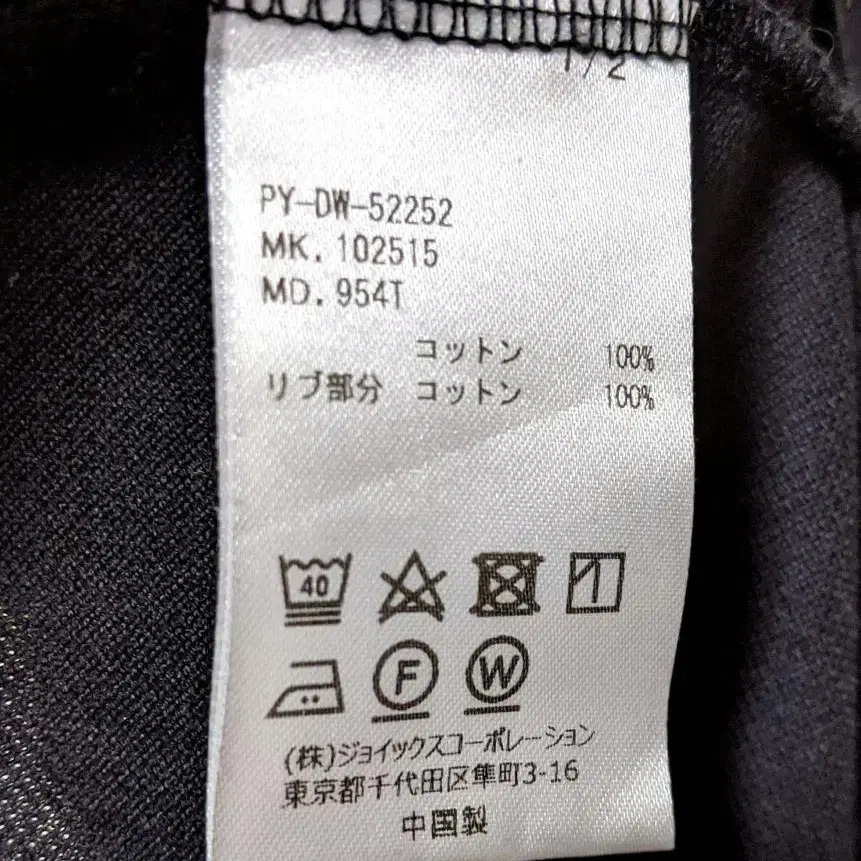 1/2
PY-DW-52252
MK. 102515
MD. 954T
コットン 100%
リブ部分 コットン 100%
40
F W
(株)ジョイックスコーポレーション
東京都千代田区隼町3-16
中国製